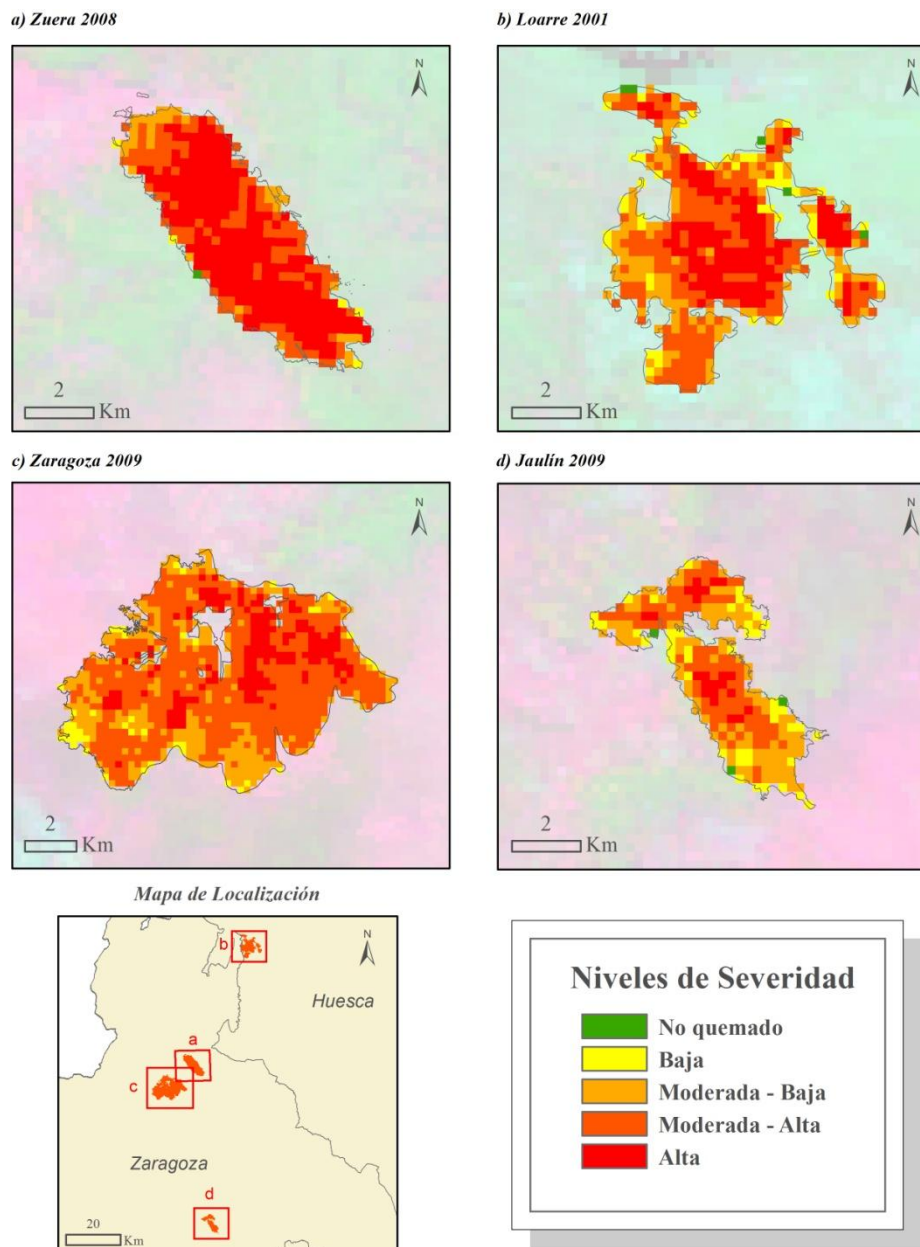 a) Zuera 2008
b) Loarre 2001
N
N
2
Km
2
Km
c) Zaragoza 2009
d) Jaulín 2009
N
N
2
Km
2
Km
Mapa de Localización
N
b
Huesca
a
c
Zaragoza
d
20
Km
Niveles de Severidad
No quemado
Baja
Moderada - Baja
Moderada - Alta
Alta